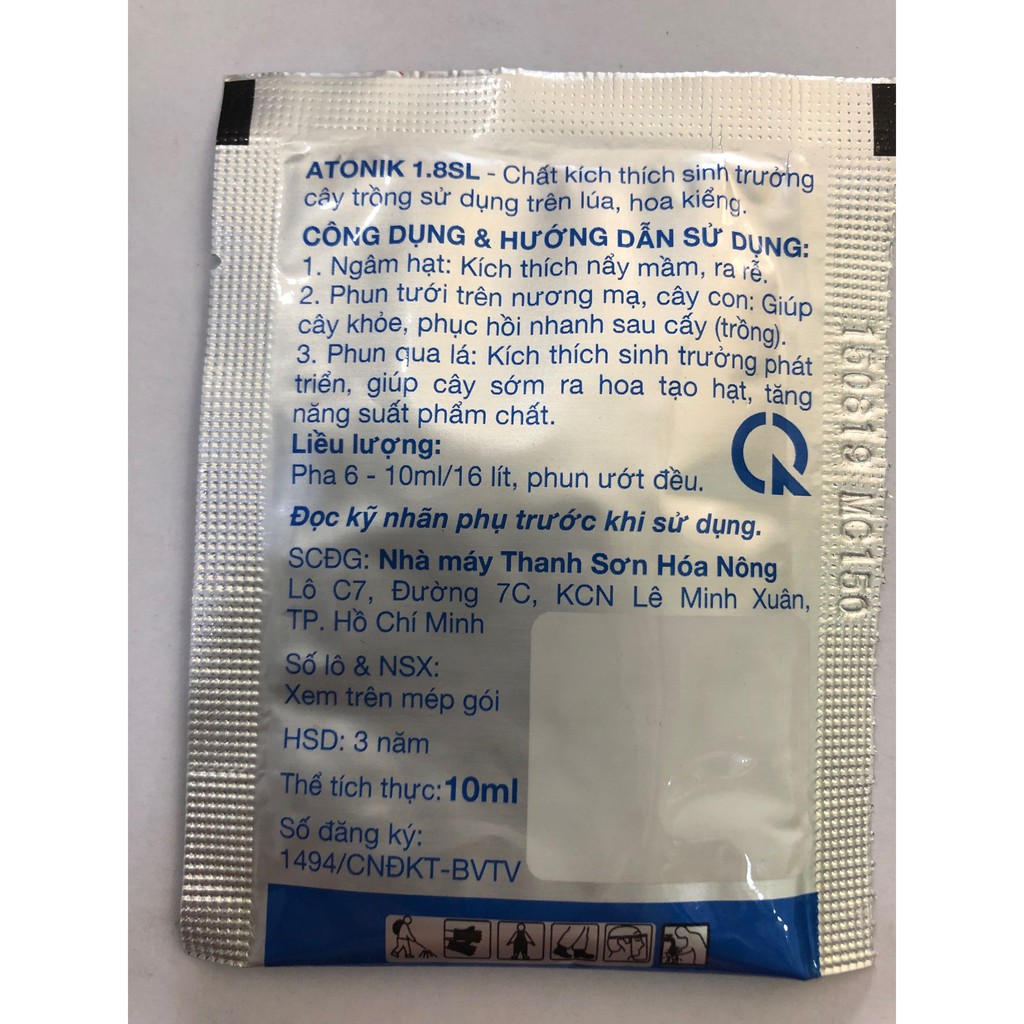 ATONIK 1.8SL - Chất kích thích sinh trưởng
cây trồng sử dụng trên lúa, hoa kiểng.
CÔNG DỤNG & HƯỚNG DẪN SỬ DỤNG:
1. Ngâm hạt: Kích thích nẩy mầm, ra rễ.
2. Phun tưới trên nương mạ, cây con: Giúp
cây khỏe, phục hồi nhanh sau cấy (trồng).
3. Phun qua lá: Kích thích sinh trưởng phát
triển, giúp cây sớm ra hoa tạo hạt, tăng
năng suất phẩm chất.
Liều lượng:
Pha 6 - 10ml/16 lít, phun ướt đều.
Đọc kỹ nhãn phụ trước khi sử dụng.
SCĐG: Nhà máy Thanh Sơn Hóa Nông
Lô C7, Đường 7C, KCN Lê Minh Xuân,
TP. Hồ Chí Minh
Số lô & NSX:
Xem trên mép gói
HSD: 3 năm
Thể tích thực: 10ml
Số đăng ký:
1494/CNĐKT-BVTV
150819 MC150